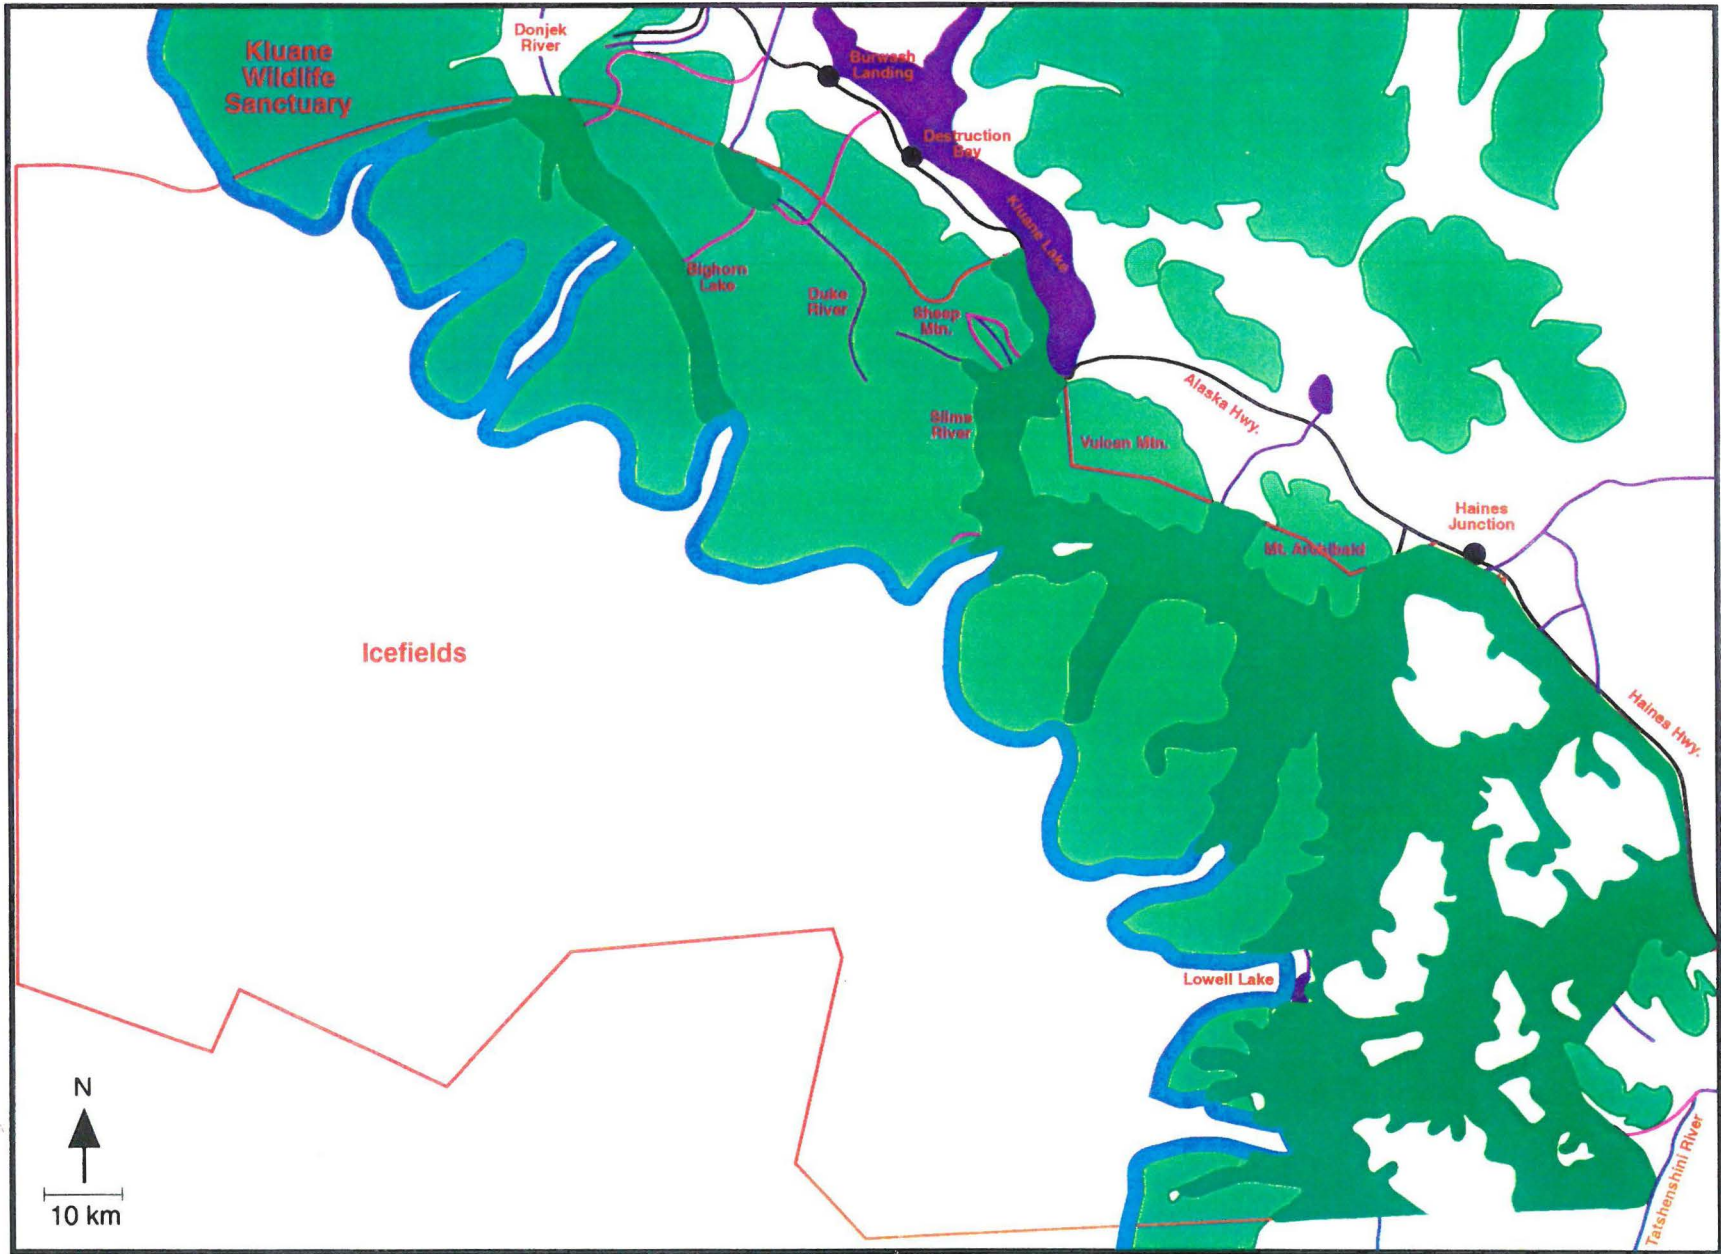 Donjek
River
Kluane
Wildlife
Sanctuary
Burwash
Landing
Destruction
Bay
Kluane Lake
Bighorn
Lake
Duke
River
Sheep
Mtn.
Slims
River
Alaska Hwy.
Vulcan Mtn.
Haines
Junction
Mt. Archibald
Icefields
Haines Hwy.
Lowell Lake
N
10 km
Tatshenshini River